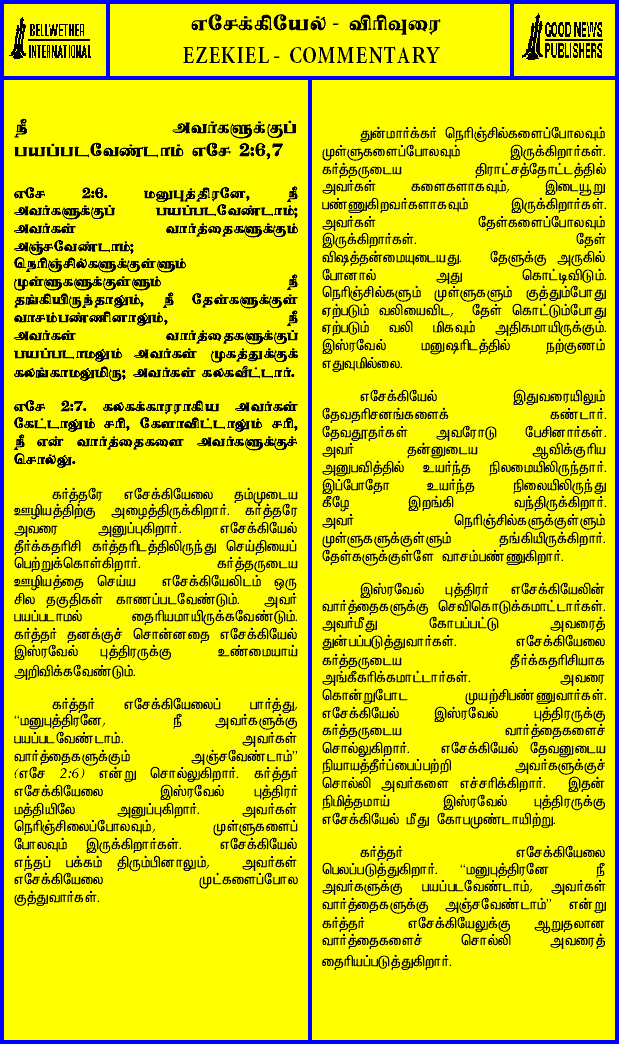 BELLWETHER
INTERNATIONAL
எசேக்கியேல் - விரிவுரை
EZEKIEL - COMMENTARY
GOOD NEWS
PUBLISHERS
நீ அவர்களுக்குப்
பயப்படவேண்டாம் எசே 2:6,7
எசே 2:6. மனுபுத்திரனே, நீ
அவர்களுக்குப் பயப்படவேண்டாம்;
அவர்கள் வார்த்தைகளுக்கும்
அஞ்சவேண்டாம்;
நெரிஞ்சில்களுக்குள்ளும்
முள்ளுகளுக்குள்ளும் நீ
தங்கியிருந்தாலும், நீ தேள்களுக்குள்
வாசம்பண்ணினாலும், நீ
அவர்கள் வார்த்தைகளுக்குப்
பயப்படாமலும் அவர்கள் முகத்துக்குக்
கலங்காமலுமிரு; அவர்கள் கலகவீட்டார்.
எசே 2:7. கலகக்காரராகிய அவர்கள்
கேட்டாலும் சரி, கேளாவிட்டாலும் சரி,
நீ என் வார்த்தைகளை அவர்களுக்குச்
சொல்லு.
கர்த்தரே எசேக்கியேலை தம்முடைய
ஊழியத்திற்கு அழைத்திருக்கிறார். கர்த்தரே
அவரை அனுப்புகிறார். எசேக்கியேல்
தீர்க்கதரிசி கர்த்தரிடத்திலிருந்து செய்தியைப்
பெற்றுக்கொள்கிறார். கர்த்தருடைய
ஊழியத்தை செய்ய எசேக்கியேலிடம் ஒரு
சில தகுதிகள் காணப்படவேண்டும். அவர்
பயப்படாமல் தைரியமாயிருக்கவேண்டும்.
கர்த்தர் தனக்குச் சொன்னதை எசேக்கியேல்
இஸ்ரவேல் புத்திரருக்கு உண்மையாய்
அறிவிக்கவேண்டும்.
கர்த்தர் எசேக்கியேலைப் பார்த்து,
“மனுபுத்திரனே, நீ அவர்களுக்கு
பயப்படவேண்டாம். அவர்கள்
வார்த்தைகளுக்கும் அஞ்சவேண்டாம்”
(எசே 2:6) என்று சொல்லுகிறார். கர்த்தர்
எசேக்கியேலை இஸ்ரவேல் புத்திரர்
மத்தியிலே அனுப்புகிறார். அவர்கள்
நெரிஞ்சிலைப்போலவும், முள்ளுகளைப்
போலவும் இருக்கிறார்கள். எசேக்கியேல்
எந்தப் பக்கம் திரும்பினாலும், அவர்கள்
எசேக்கியேலை முட்களைப்போல
குத்துவார்கள்.
துன்மார்க்கர் நெரிஞ்சில்களைப்போலவும்
முள்ளுகளைப்போலவும் இருக்கிறார்கள்.
கர்த்தருடைய திராட்சத்தோட்டத்தில்
அவர்கள் களைகளாகவும், இடையூறு
பண்ணுகிறவர்களாகவும் இருக்கிறார்கள்.
அவர்கள் தேள்களைப்போலவும்
இருக்கிறார்கள். தேள்
விஷத்தன்மையுடையது. தேளுக்கு அருகில்
போனால் அது கொட்டிவிடும்.
நெரிஞ்சில்களும் முள்ளுகளும் குத்தும்போது
ஏற்படும் வலியைவிட, தேள் கொட்டும்போது
ஏற்படும் வலி மிகவும் அதிகமாயிருக்கும்.
இஸ்ரவேல் மனுஷரிடத்தில் நற்குணம்
எதுவுமில்லை.
எசேக்கியேல் இதுவரையிலும்
தேவதரிசனங்களைக் கண்டார்.
தேவதூதர்கள் அவரோடு பேசினார்கள்.
அவர் தன்னுடைய ஆவிக்குரிய
அனுபவித்தில் உயர்ந்த நிலமையிலிருந்தார்.
இப்போதோ உயர்ந்த நிலையிலிருந்து
கீழே இறங்கி வந்திருக்கிறார்.
அவர் நெரிஞ்சில்களுக்குள்ளும்
முள்ளுகளுக்குள்ளும் தங்கியிருக்கிறார்.
தேள்களுக்குள்ளே வாசம்பண்ணுகிறார்.
இஸ்ரவேல் புத்திரர் எசேக்கியேலின்
வார்த்தைகளுக்கு செவிகொடுக்கமாட்டார்கள்.
அவர்மீது கோபப்பட்டு அவரைத்
துன்பப்படுத்துவார்கள். எசேக்கியேலை
கர்த்தருடைய தீர்க்கதரிசியாக
அங்கீகரிக்கமாட்டார்கள். அவரை
கொன்றுபோட முயற்சிபண்ணுவார்கள்.
எசேக்கியேல் இஸ்ரவேல் புத்திரருக்கு
கர்த்தருடைய வார்த்தைகளைச்
சொல்லுகிறார். எசேக்கியேல் தேவனுடைய
நியாயத்தீர்ப்பைப்பற்றி அவர்களுக்குச்
சொல்லி அவர்களை எச்சரிக்கிறார். இதன்
நிமித்தமாய் இஸ்ரவேல் புத்திரருக்கு
எசேக்கியேல் மீது கோபமுண்டாயிற்று.
கர்த்தர் எசேக்கியேலை
பெலப்படுத்துகிறார். “மனுபுத்திரனே நீ
அவர்களுக்கு பயப்படவேண்டாம், அவர்கள்
வார்த்தைகளுக்கு அஞ்சவேண்டாம்” என்று
கர்த்தர் எசேக்கியேலுக்கு ஆறுதலான
வார்த்தைகளைச் சொல்லி அவரைத்
தைரியப்படுத்துகிறார்.